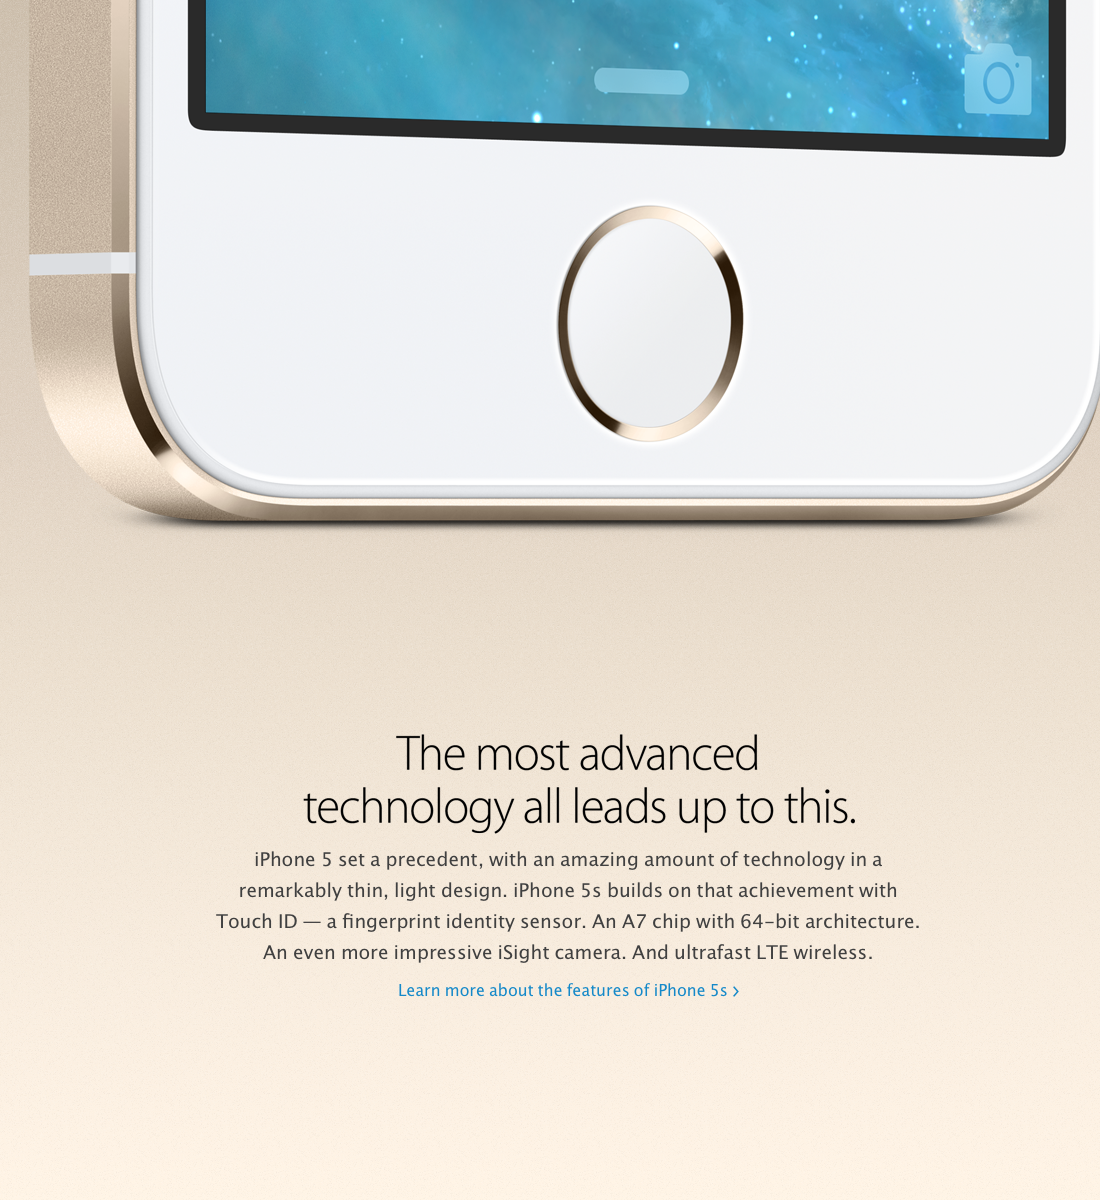 The most advanced
technology all leads up to this.
iPhone 5 set a precedent, with an amazing amount of technology in a
remarkably thin, light design. iPhone 5s builds on that achievement with
Touch ID — a fingerprint identity sensor. An A7 chip with 64-bit architecture.
An even more impressive iSight camera. And ultrafast LTE wireless.
Learn more about the features of iPhone 5s ›